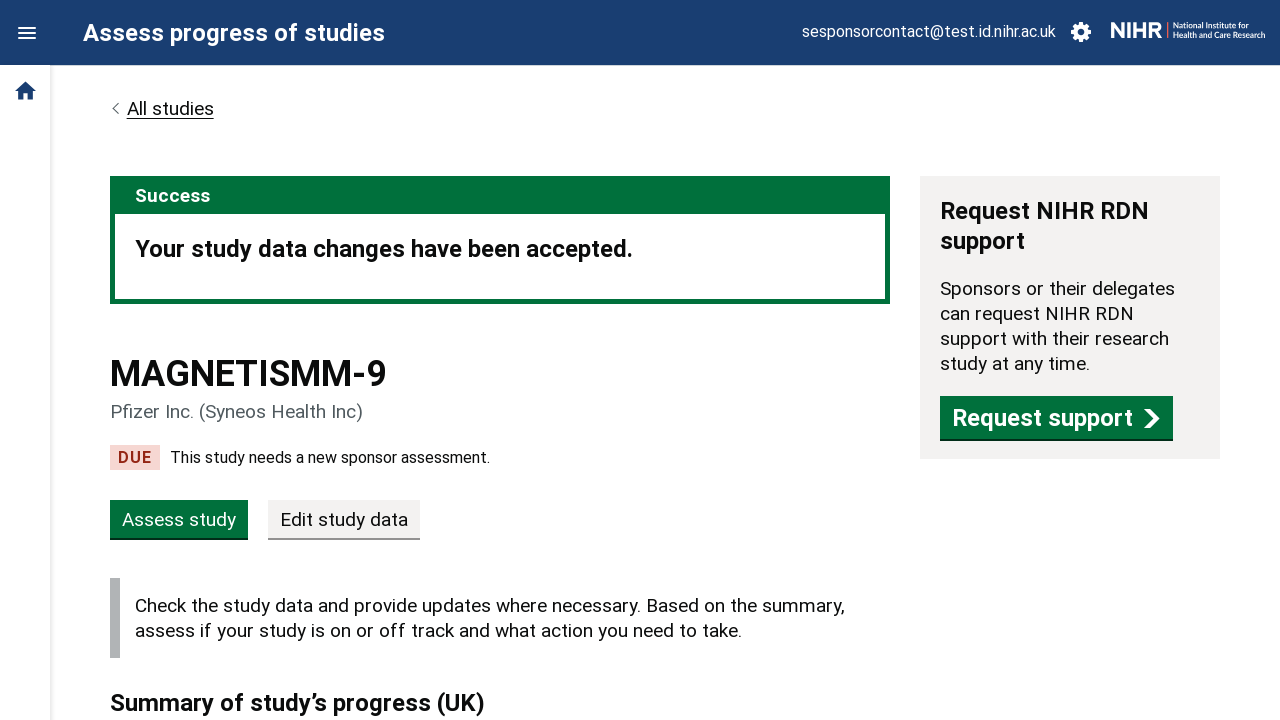 Assess progress of studies
sesponsorcontact@test.id.nihr.ac.uk
NIHR
National Institute for
Health and Care Research
All studies
Success
Your study data changes have been accepted.
MAGNETISMM-9
Pfizer Inc. (Syneos Health Inc)
DUE This study needs a new sponsor assessment.
Assess study Edit study data
Check the study data and provide updates where necessary. Based on the summary,
assess if your study is on or off track and what action you need to take.
Summary of study’s progress (UK)
Request NIHR RDN
support
Sponsors or their delegates
can request NIHR RDN
support with their research
study at any time.
Request support